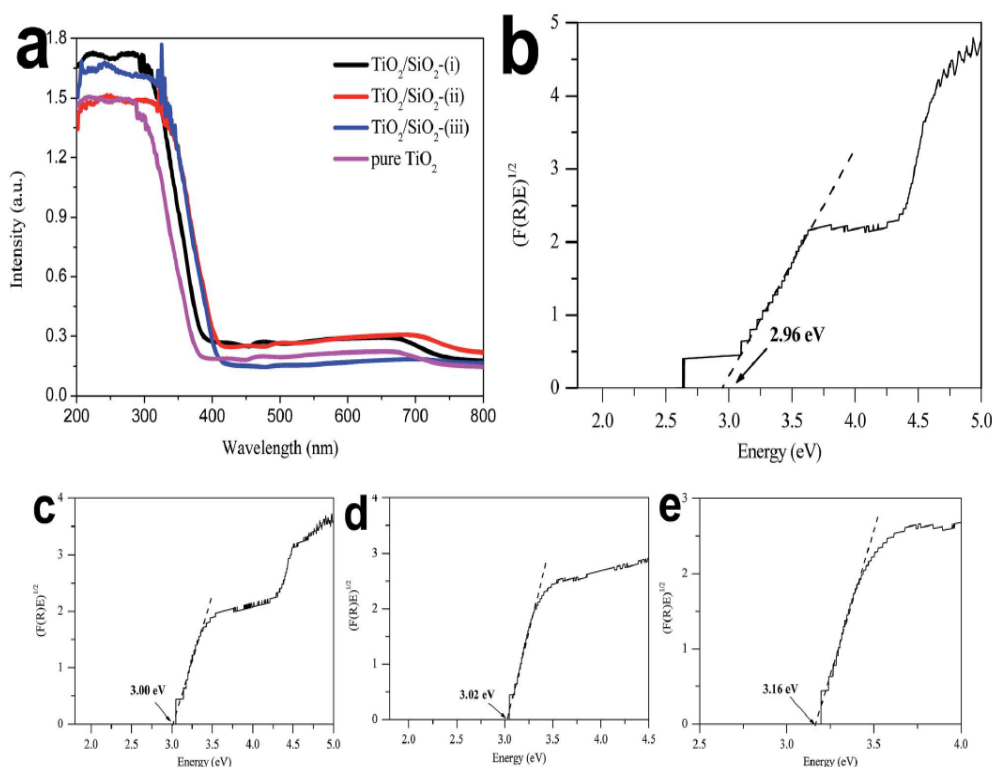 a
Intensity (a.u.)
1.8
1.5
1.2
0.9
0.6
0.3
0.0
200 300 400 500 600 700 800
Wavelength (nm)
TiO2/SiO2-(i)
TiO2/SiO2-(ii)
TiO2/SiO2-(iii)
pure TiO2
b
(F(R)E)1/2
5
4
3
2
1
0
2.0 2.5 3.0 3.5 4.0 4.5 5.0
Energy (eV)
2.96 eV
c
(F(R)E)1/2
4
3
2
1
0
2.0 2.5 3.0 3.5 4.0 4.5 5.0
Energy (eV)
3.00 eV
d
(F(R)E)1/2
4
3
2
1
0
2.0 2.5 3.0 3.5 4.0 4.5
Energy (eV)
3.02 eV
e
(F(R)E)1/2
3
2
1
0
2.5 3.0 3.5 4.0
Energy (eV)
3.16 eV